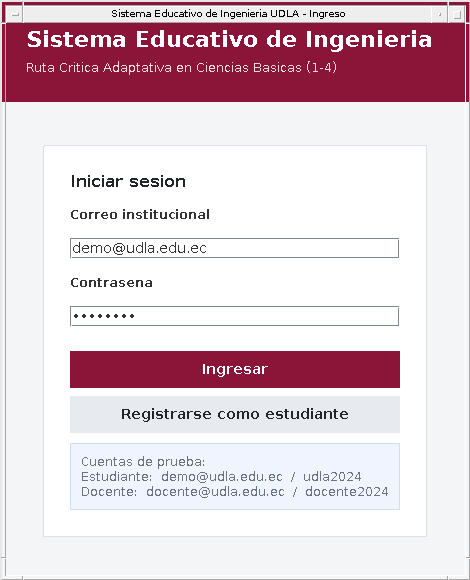 Sistema Educativo de Ingenieria UDLA - Ingreso
Sistema Educativo de Ingenieria
Ruta Critica Adaptativa en Ciencias Basicas (1-4)
Iniciar sesion
Correo institucional
demo@udla.edu.ec
Contrasena
••••••••
Ingresar
Registrarse como estudiante
Cuentas de prueba:
Estudiante: demo@udla.edu.ec / udla2024
Docente: docente@udla.edu.ec / docente2024